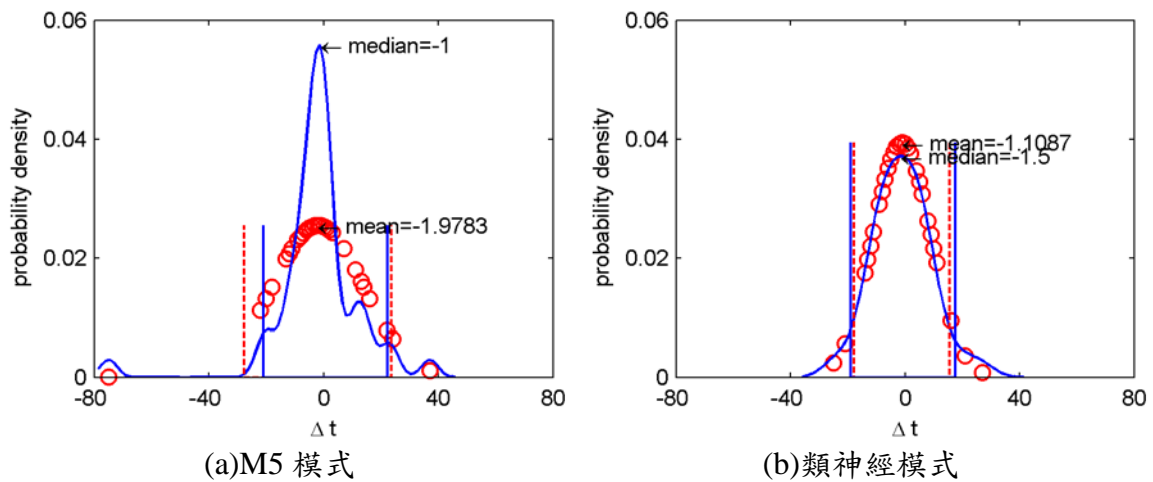 0.06
0.04
0.02
0
probability density
-80
-40
0
40
80
Δ t
← median=-1
← mean=-1.9783
(a)M5 模式
0.06
0.04
0.02
0
probability density
-80
-40
0
40
80
Δ t
← mean=-1.1087
← median=-1.5
(b)類神經模式